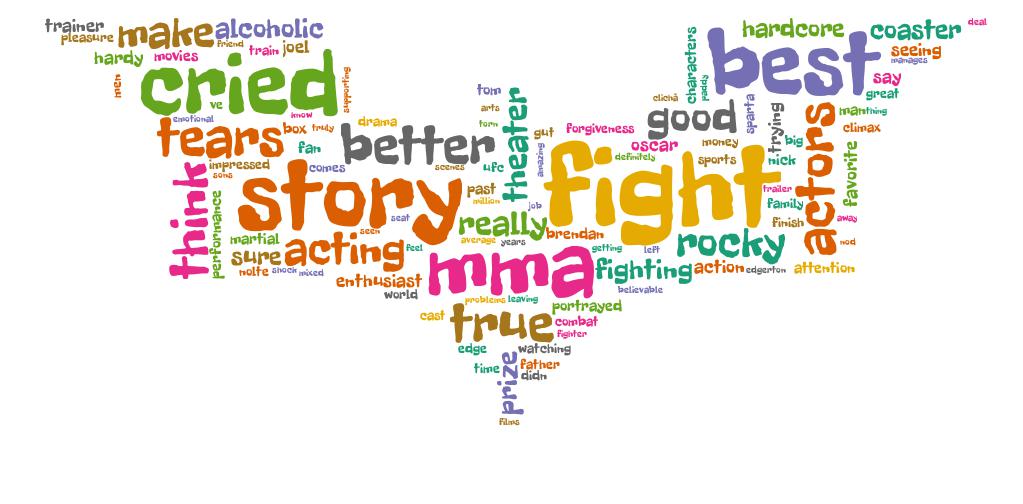 trainer
pleasure
make
alcoholic
friend
train
joel
hardy
movies
men
cried
ve
supporting
emotional
know
tears
box
truly
drama
fan
better
impressed
sons
comes
scenes
think
performance
story
seat
seen
martial
sure
acting
feel
nolte
shock
mixed
enthusiast
world
tom
arts
torn
ufc
theater
gut
amazing
past
million
job
really
average
years
brendan
mma
problems
leaving
cast
true
edge
watching
time
prize
father
didn
films
characters
paddy
best
hardcore
coaster
deal
seeing
manages
say
great
clichã
good
sparta
trying
forgiveness
oscar
definitely
money
sports
big
nick
man
thing
climax
actors
favorite
fight
trailer
family
finish
away
nod
getting
left
rocky
fighting
action
edgerton
attention
believable
portrayed
combat
fighter